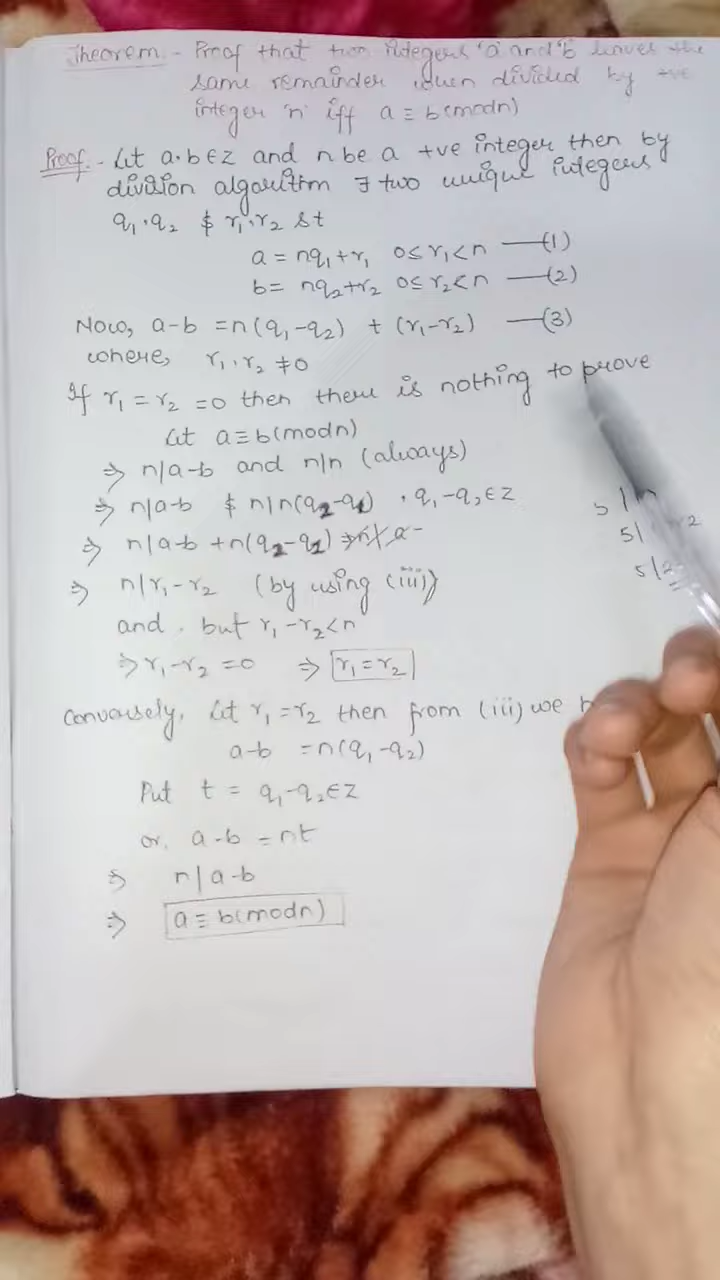 Theorem - Proof that two integers 'a and 'b leaves the
same remainder when divided by +ve
integer 'n' iff a ≡ b(modn)
Proof - Let a.b∈Z and n be a +ve integer then by
division algorithm ∃ two unique integers
q₁.q₂ & r₁.r₂ st
a = nq₁+r₁ 0≤r₁<n —(1)
b = nq₂+r₂ 0≤r₂<n —(2)
Now, a-b = n(q₁-q₂) + (r₁-r₂) —(3)
where, r₁.r₂ ≠0
If r₁ = r₂ =0 then there is nothing to prove
Let a≡b(modn)
⇒ n/a-b and n/n (always)
⇒ n/a-b & n/n(q₂-q₁) . q₁-q₂∈Z
⇒ n/a-b +n(q₂-q₁)
⇒ n/r₁-r₂ (by using (iii))
and . but r₁-r₂<n
⇒ r₁-r₂ =0 ⇒ r₁=r₂
Conversely, Let r₁=r₂ then from (iii) we
a-b =n(q₁-q₂)
Put t = q₁-q₂∈Z
or. a-b =nt
⇒ n/a-b
⇒ a≡b(modn)